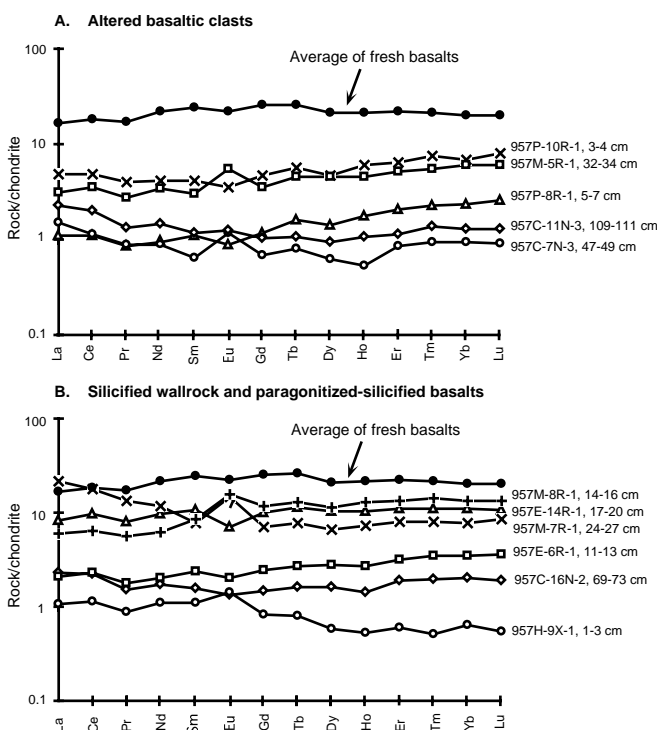 A. Altered basaltic clasts
100
Average of fresh basalts
10
957P-10R-1, 3-4 cm
957M-5R-1, 32-34 cm
957P-8R-1, 5-7 cm
Rock/chondrite
1
957C-11N-3, 109-111 cm
957C-7N-3, 47-49 cm
0.1
La Ce Pr Nd Sm Eu Gd Tb Dy Ho Er Tm Yb Lu
B. Silicified wallrock and paragonitized-silicified basalts
100
Average of fresh basalts
957M-8R-1, 14-16 cm
10
957E-14R-1, 17-20 cm
957M-7R-1, 24-27 cm
957E-6R-1, 11-13 cm
Rock/chondrite
957C-16N-2, 69-73 cm
1
957H-9X-1, 1-3 cm
0.1
La Ce Pr Nd Sm Eu Gd Tb Dy Ho Er Tm Yb Lu